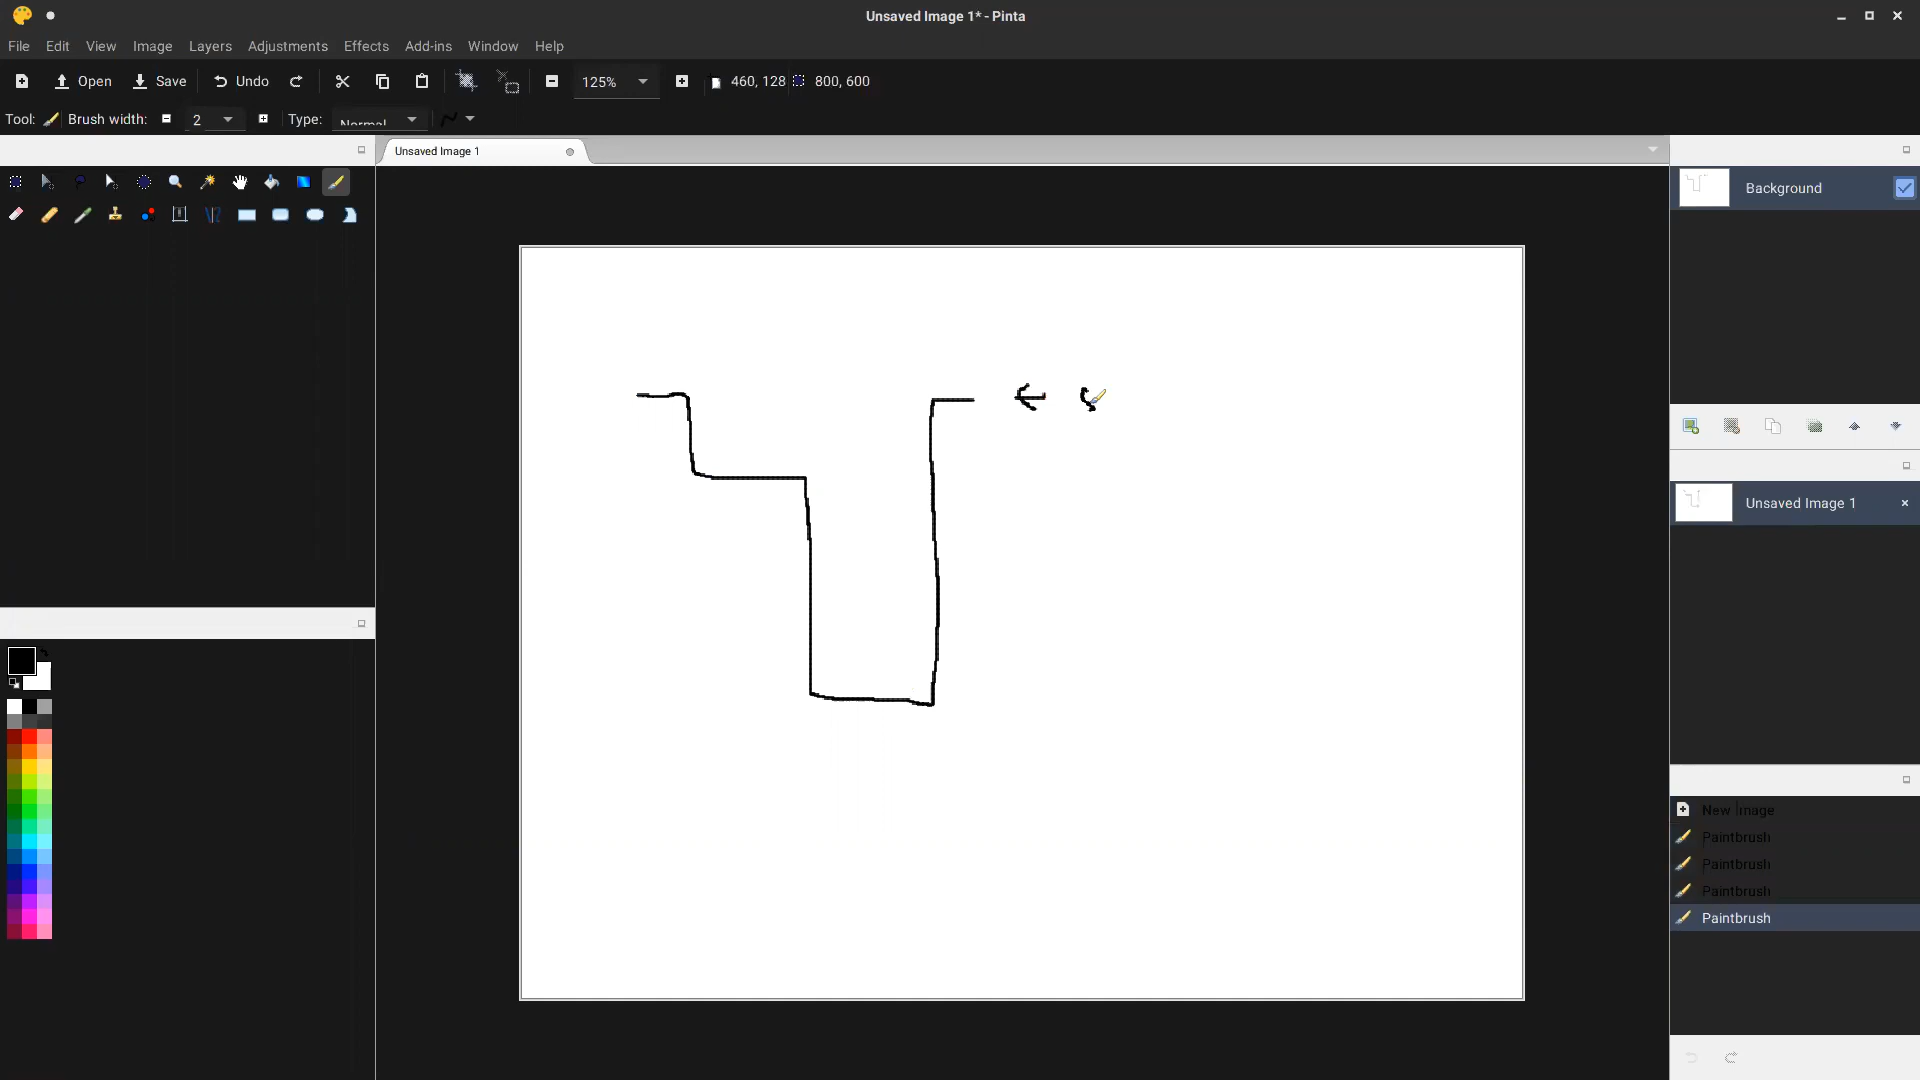 Unsaved Image 1* - Pinta
File Edit View Image Layers Adjustments Effects Add-ins Window Help
Open Save Undo 125% 460, 128 800, 600
Tool: Brush width: 2 Type: Normal
Unsaved Image 1
Background
Unsaved Image 1
New Image
Paintbrush
Paintbrush
Paintbrush
Paintbrush